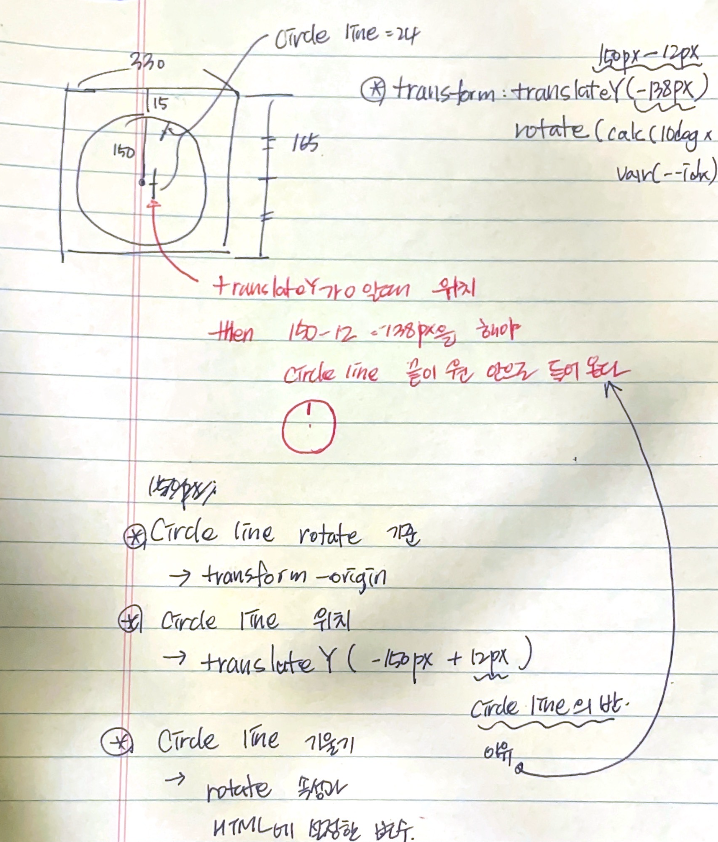 Circle line = 24
330
15
150
165
150px - 12px
* transform : translateY(-138px)
rotate (calc(10deg ×
var(--idx)
translateY가 0 일때 위치
then 150-12 = -138px을 해야
Circle line 끝이 원 안으로 들어온다
* Circle line rotate 기준
→ transform-origin
* Circle line 위치
→ translateY ( -150px + 12px )
Circle line의 반.
이유
* Circle line 기울기
→ rotate 속성과
HTML에 설정한 변수.